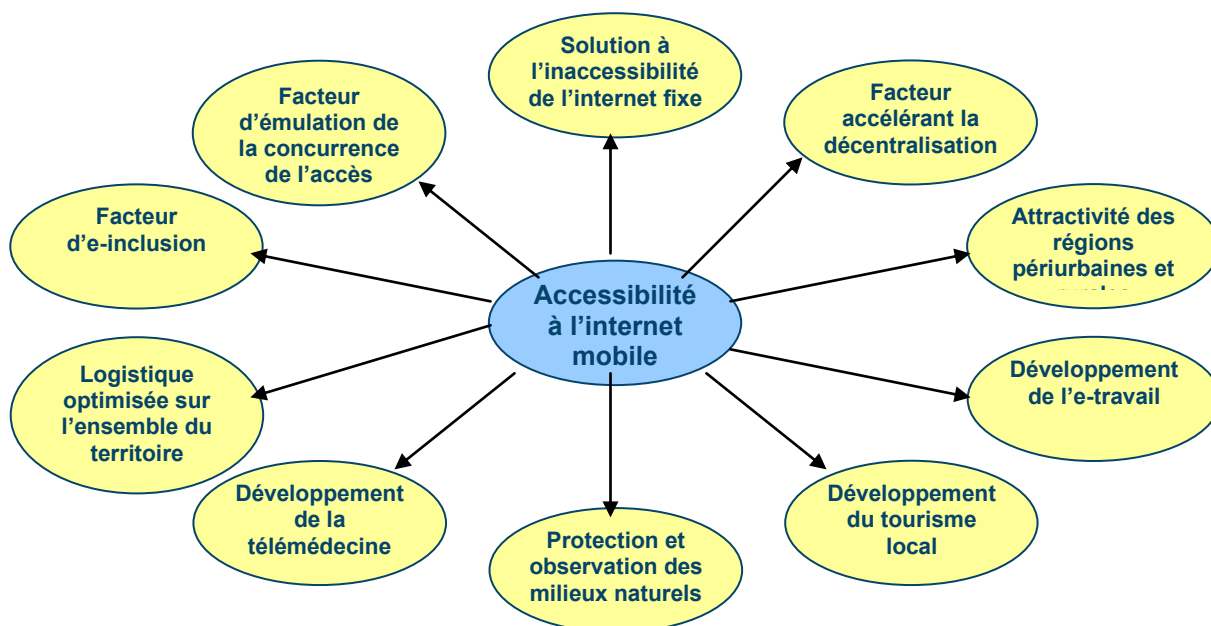 Solution à
l'inaccessibilité
de l'internet fixe
Facteur
accélérant la
décentralisation
Attractivité des
régions
périurbaines et
Développement
de l'e-travail
Développement
du tourisme
local
Protection et
observation des
milieux naturels
Développement
de la
télémédecine
Logistique
optimisée sur
l'ensemble du
territoire
Facteur
d'e-inclusion
Facteur
d'émulation de
la concurrence
de l'accès
Accessibilité
à l'internet
mobile